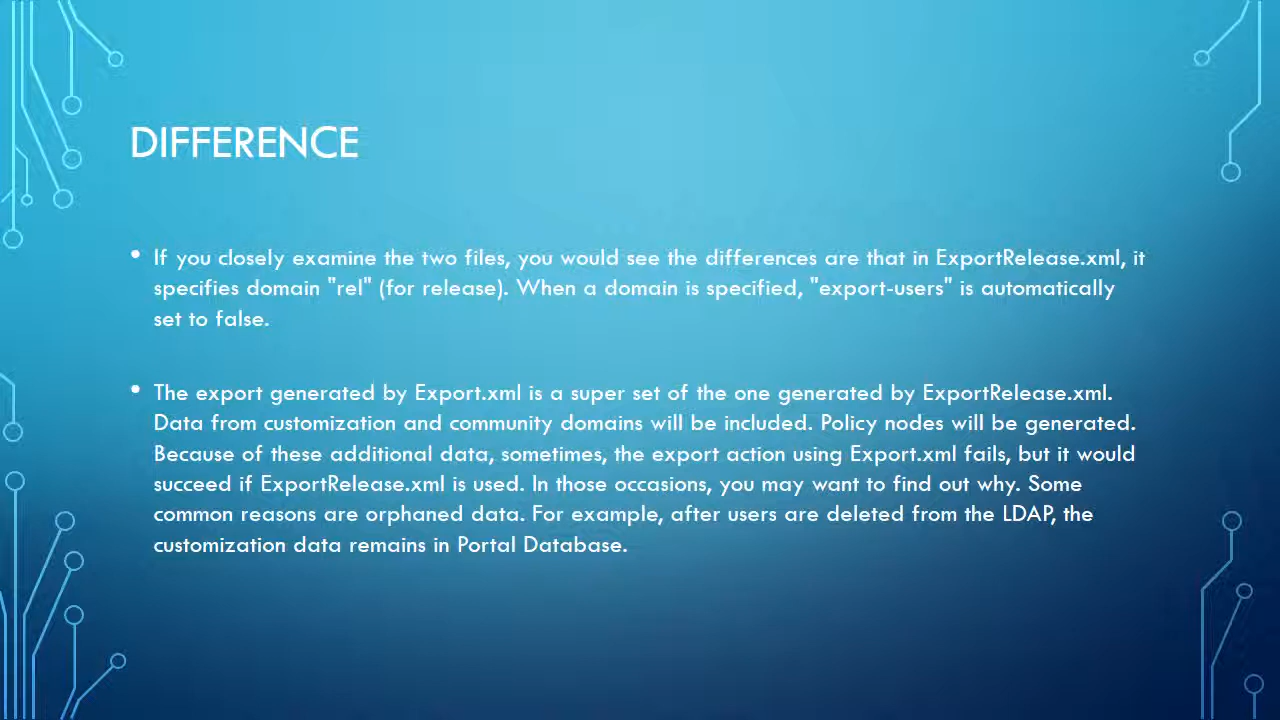 DIFFERENCE
• If you closely examine the two files, you would see the differences are that in ExportRelease.xml, it
specifies domain "rel" (for release). When a domain is specified, "export-users" is automatically
set to false.
• The export generated by Export.xml is a super set of the one generated by ExportRelease.xml.
Data from customization and community domains will be included. Policy nodes will be generated.
Because of these additional data, sometimes, the export action using Export.xml fails, but it would
succeed if ExportRelease.xml is used. In those occasions, you may want to find out why. Some
common reasons are orphaned data. For example, after users are deleted from the LDAP, the
customization data remains in Portal Database.